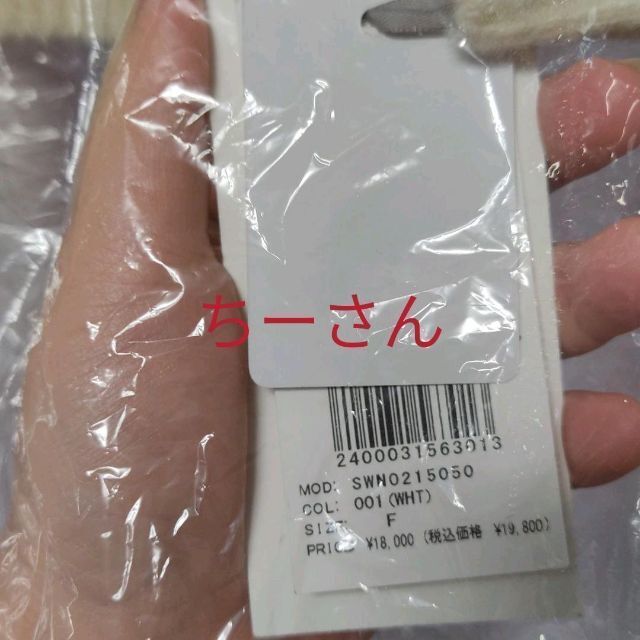 ちーさん
2400031563013
MOD: SWN0215050
COL: 001(WHT)
SIZE: F
PRICE ¥18,000 (税込価格 ¥19,800)